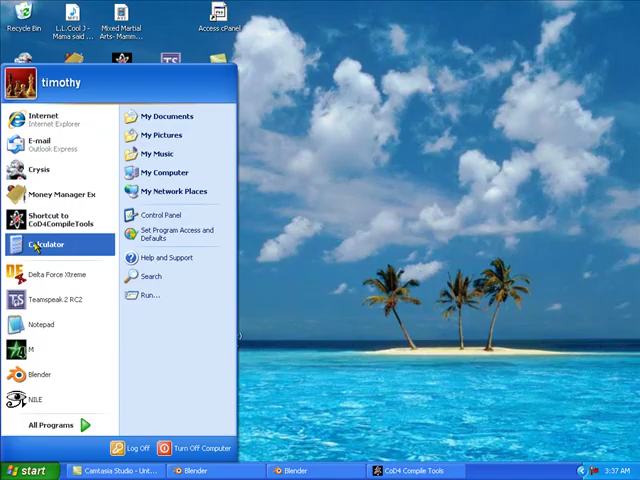 Recycle Bin
L.L.Cool J -
Mama said ...
Mixed Martial
Arts- Mamm...
Access cPanel
timothy
Internet
Internet Explorer
E-mail
Outlook Express
Crysis
Money Manager Ex
Shortcut to
CoD4CompileTools
Calculator
Delta Force Xtreme
Teamspeak 2 RC2
Notepad
M
Blender
NILE
All Programs
My Documents
My Pictures
My Music
My Computer
My Network Places
Control Panel
Set Program Access and
Defaults
Help and Support
Search
Run...
Log Off
Turn Off Computer
start
Camtasia Studio - Unt...
Blender
Blender
CoD4 Compile Tools
3:37 AM